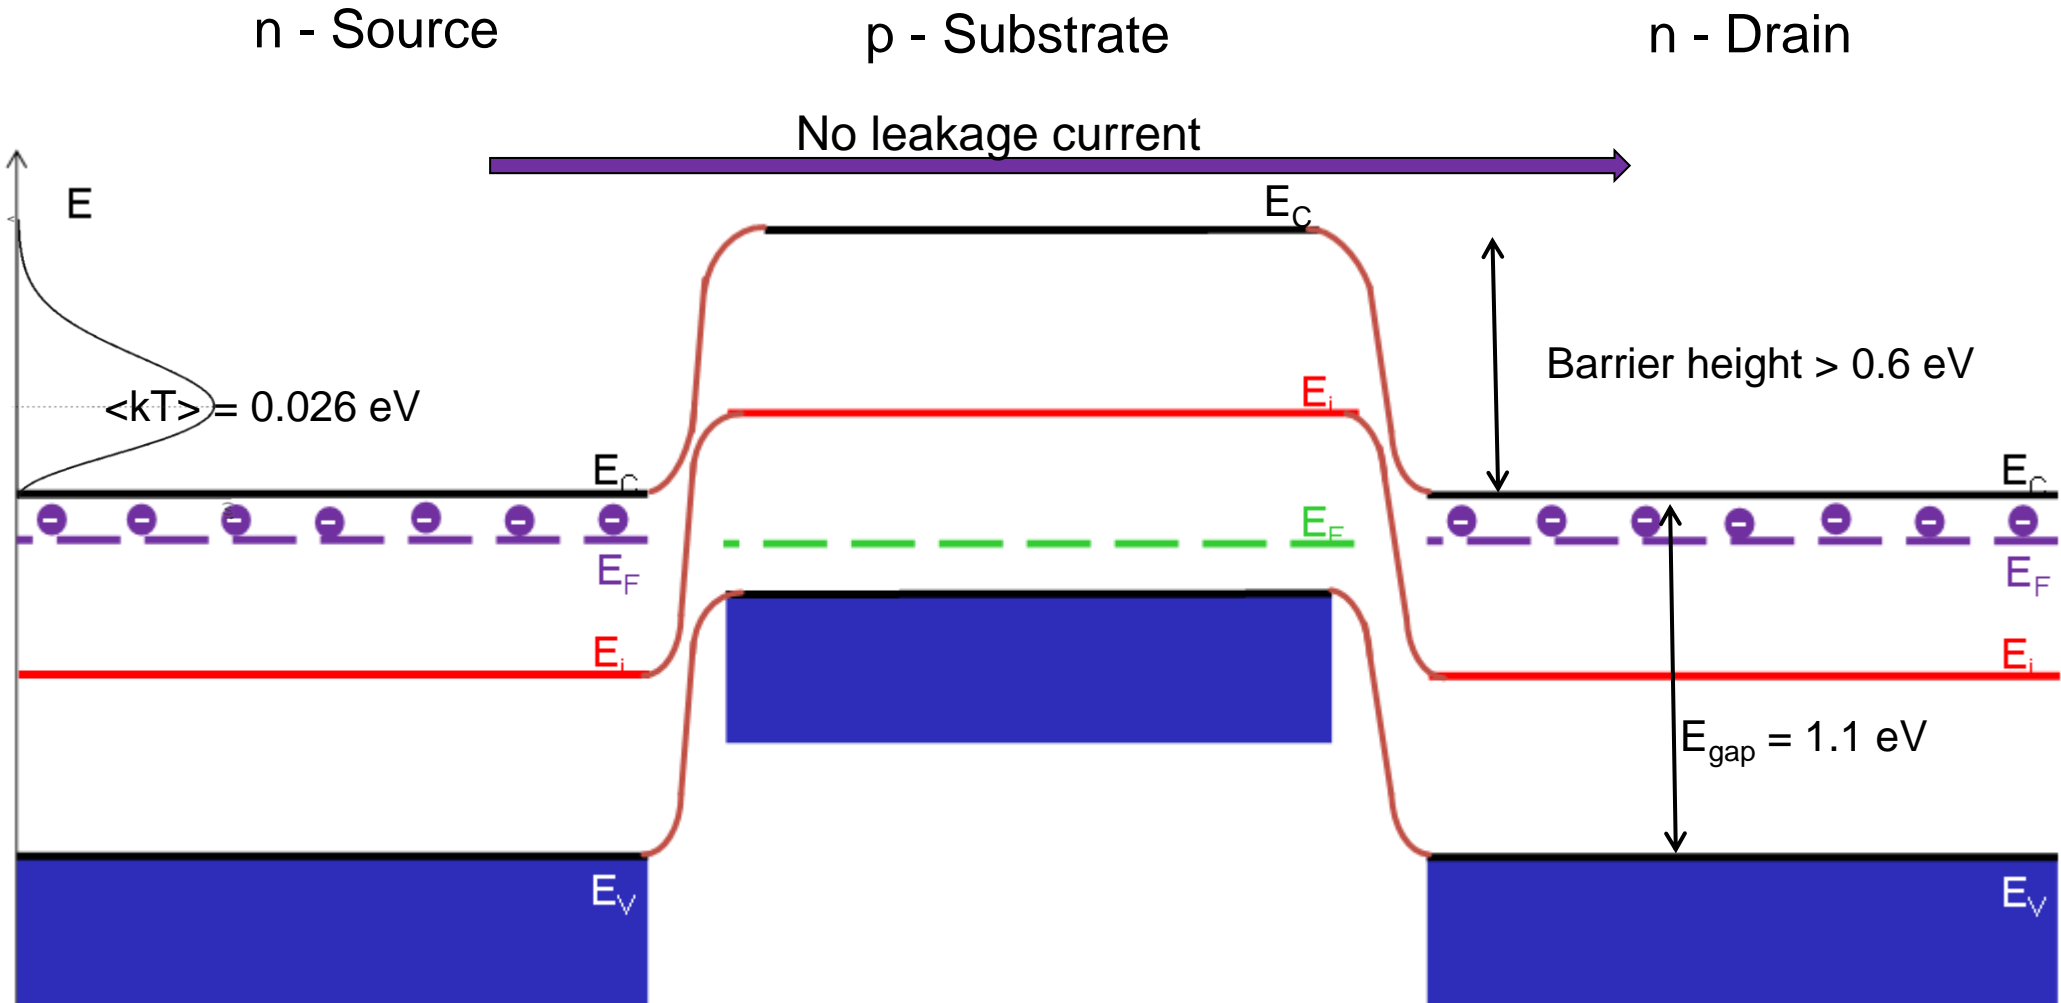 n - Source
p - Substrate
n - Drain
No leakage current
E
E_C
Barrier height > 0.6 eV
E_i
<kT> = 0.026 eV
E_C
E_C
E_F
E_F
E_F
E_i
E_i
E_gap = 1.1 eV
E_V
E_V